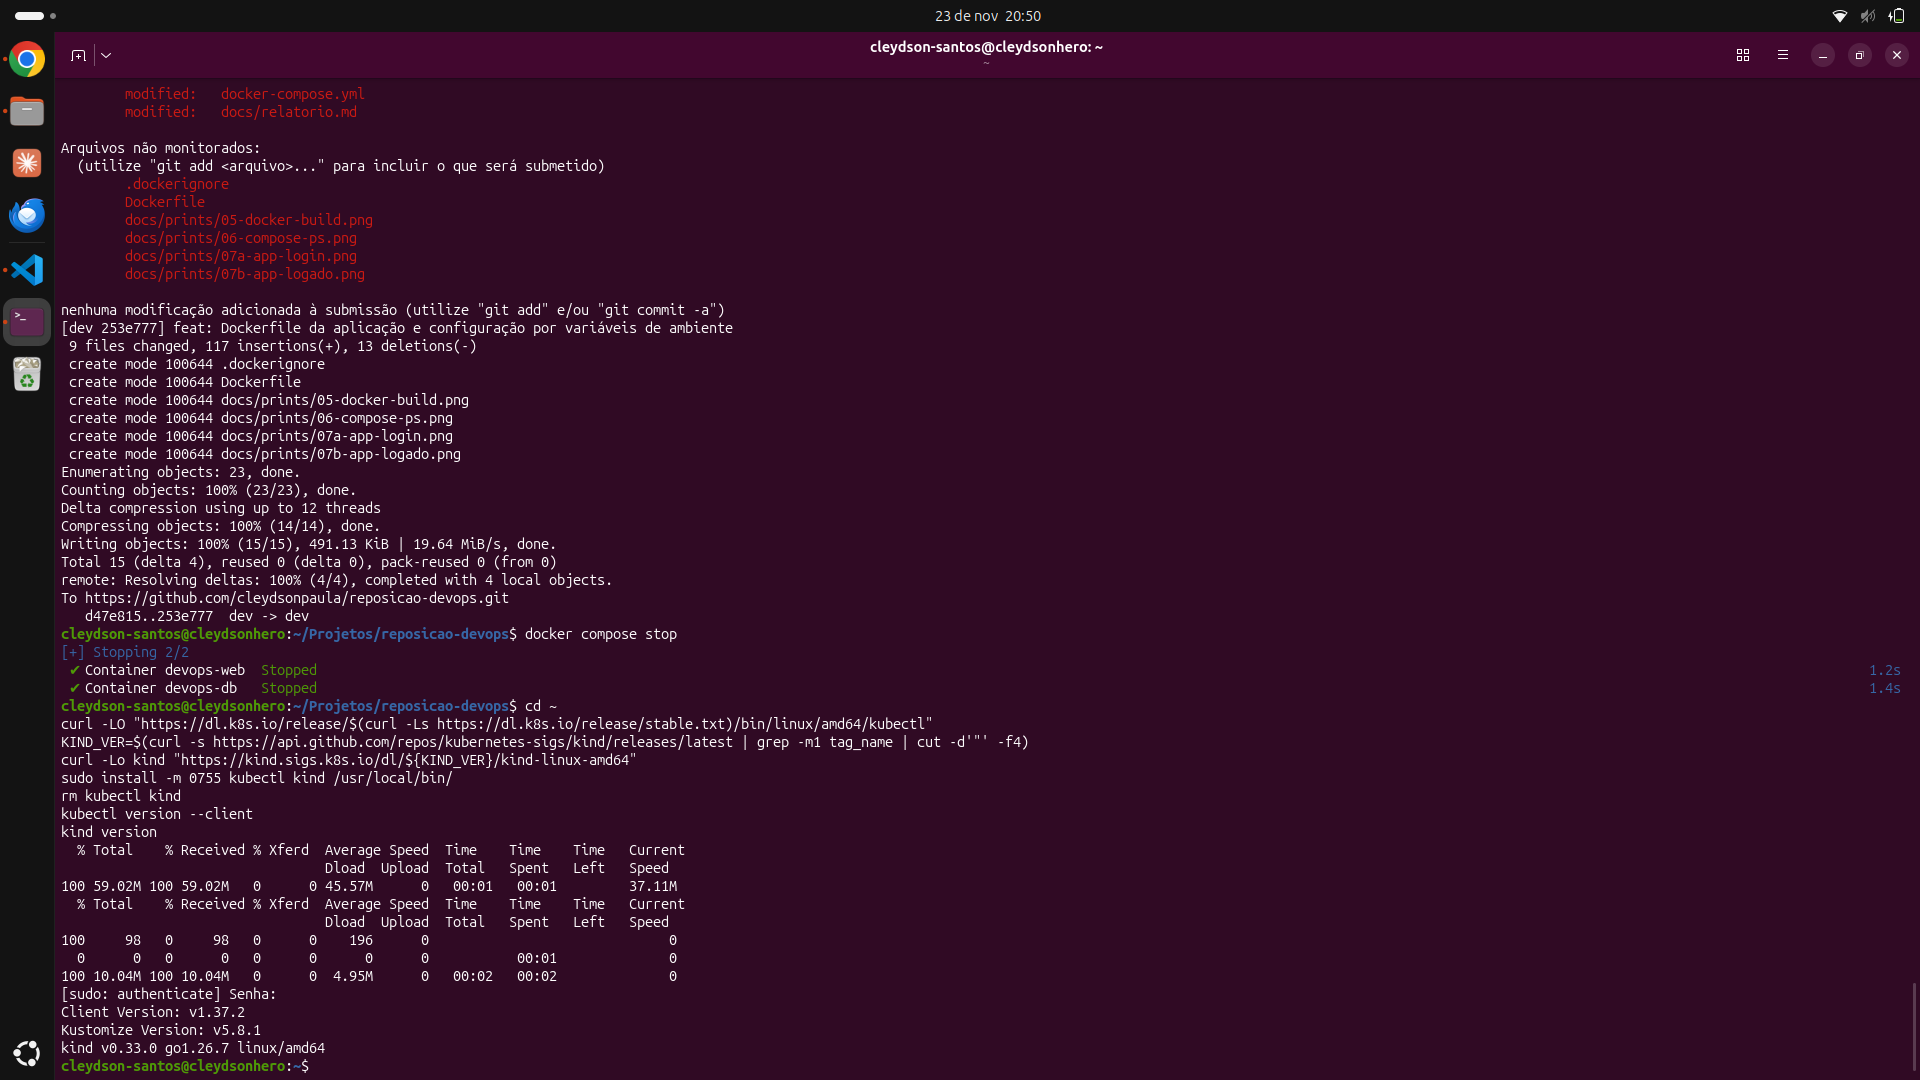 23 de nov  20:50
cleydson-santos@cleydsonhero: ~
~
modified:   docker-compose.yml
modified:   docs/relatorio.md
Arquivos não monitorados:
  (utilize "git add <arquivo>..." para incluir o que será submetido)
        .dockerignore
        Dockerfile
        docs/prints/05-docker-build.png
        docs/prints/06-compose-ps.png
        docs/prints/07a-app-login.png
        docs/prints/07b-app-logado.png
nenhuma modificação adicionada à submissão (utilize "git add" e/ou "git commit -a")
[dev 253e777] feat: Dockerfile da aplicação e configuração por variáveis de ambiente
 9 files changed, 117 insertions(+), 13 deletions(-)
 create mode 100644 .dockerignore
 create mode 100644 Dockerfile
 create mode 100644 docs/prints/05-docker-build.png
 create mode 100644 docs/prints/06-compose-ps.png
 create mode 100644 docs/prints/07a-app-login.png
 create mode 100644 docs/prints/07b-app-logado.png
Enumerating objects: 23, done.
Counting objects: 100% (23/23), done.
Delta compression using up to 12 threads
Compressing objects: 100% (14/14), done.
Writing objects: 100% (15/15), 491.13 KiB | 19.64 MiB/s, done.
Total 15 (delta 4), reused 0 (delta 0), pack-reused 0 (from 0)
remote: Resolving deltas: 100% (4/4), completed with 4 local objects.
To https://github.com/cleydsonpaula/reposicao-devops.git
   d47e815..253e777  dev -> dev
cleydson-santos@cleydsonhero:~/Projetos/reposicao-devops$ docker compose stop
[+] Stopping 2/2
 ✔ Container devops-web  Stopped  1.2s
 ✔ Container devops-db   Stopped  1.4s
cleydson-santos@cleydsonhero:~/Projetos/reposicao-devops$ cd ~
curl -LO "https://dl.k8s.io/release/$(curl -Ls https://dl.k8s.io/release/stable.txt)/bin/linux/amd64/kubectl"
KIND_VER=$(curl -s https://api.github.com/repos/kubernetes-sigs/kind/releases/latest | grep -m1 tag_name | cut -d'"' -f4)
curl -Lo kind "https://kind.sigs.k8s.io/dl/${KIND_VER}/kind-linux-amd64"
sudo install -m 0755 kubectl kind /usr/local/bin/
rm kubectl kind
kubectl version --client
kind version
  % Total    % Received % Xferd  Average Speed  Time    Time    Time   Current
                                 Dload  Upload  Total   Spent   Left   Speed
100 59.02M 100 59.02M   0      0 45.57M      0   00:01   00:01         37.11M
  % Total    % Received % Xferd  Average Speed  Time    Time    Time   Current
                                 Dload  Upload  Total   Spent   Left   Speed
100     98   0     98   0      0    196      0                              0
  0      0   0      0   0      0      0      0           00:01              0
100 10.04M 100 10.04M   0      0  4.95M      0   00:02   00:02              0
[sudo: authenticate] Senha:
Client Version: v1.37.2
Kustomize Version: v5.8.1
kind v0.33.0 go1.26.7 linux/amd64
cleydson-santos@cleydsonhero:~$